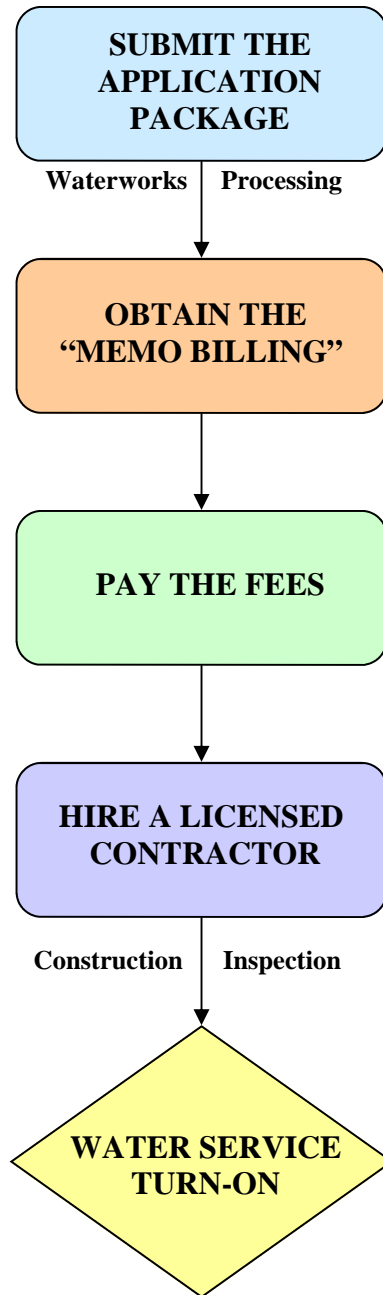 SUBMIT THE
APPLICATION
PACKAGE
Waterworks Processing
OBTAIN THE
“MEMO BILLING”
PAY THE FEES
HIRE A LICENSED
CONTRACTOR
Construction Inspection
WATER SERVICE
TURN-ON